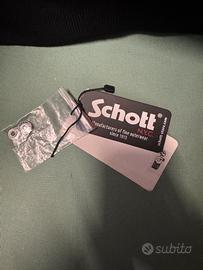 Schott
N.Y.C.
manufacturers of fine outerwear
since 1913
subito